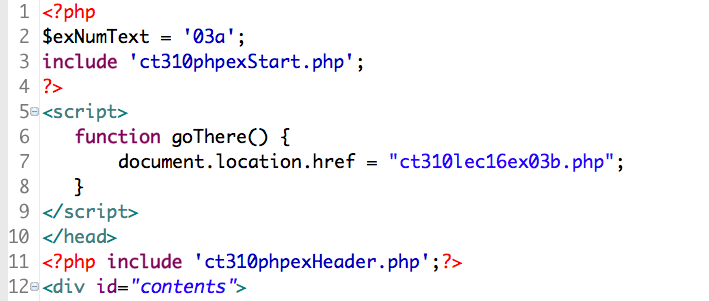 1 <?php
2 $exNumText = '03a';
3 include 'ct310phpexStart.php';
4 ?>
5 <script>
6    function goThere() {
7        document.location.href = "ct310lec16ex03b.php";
8    }
9 </script>
10 </head>
11 <?php include 'ct310phpexHeader.php';?>
12 <div id="contents">